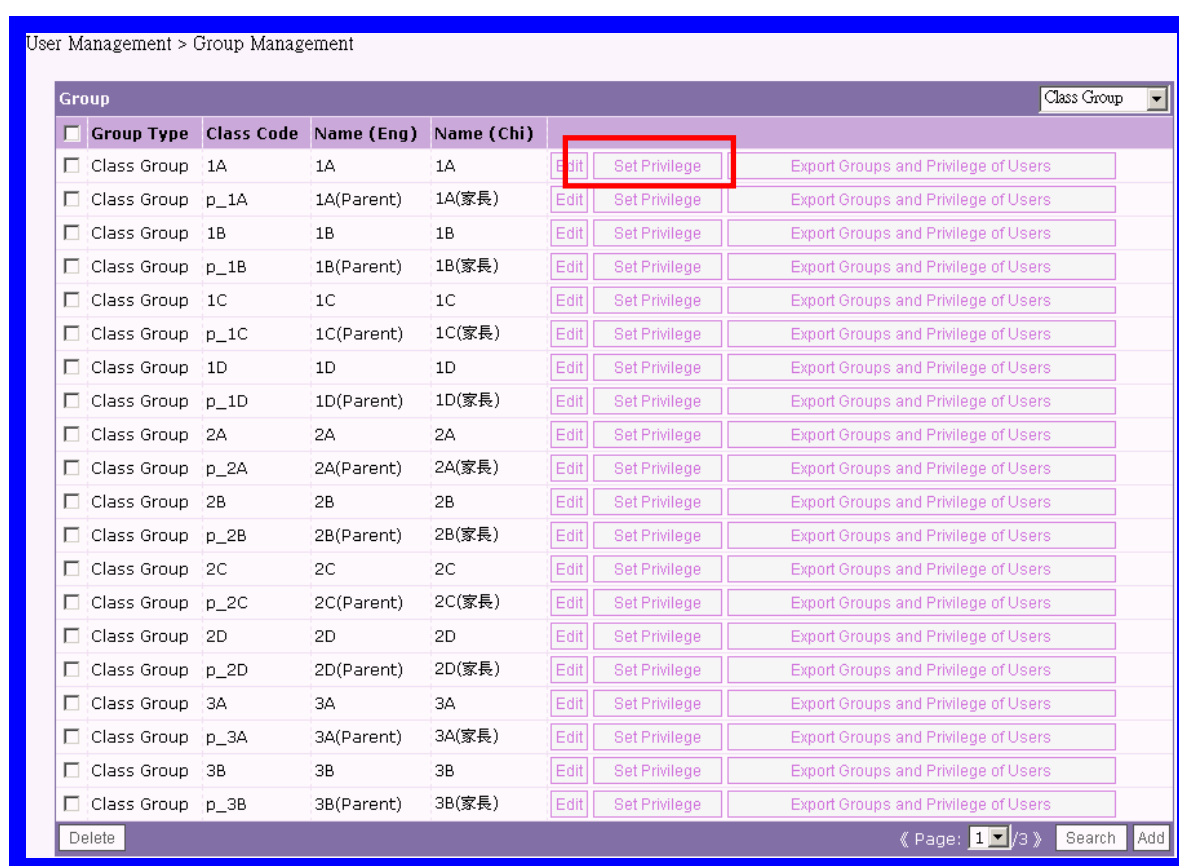 User Management > Group Management
Group Class Group
Group Type Class Code Name (Eng) Name (Chi)
Class Group 1A 1A 1A Edit Set Privilege Export Groups and Privilege of Users
Class Group p_1A 1A(Parent) 1A(家長) Edit Set Privilege Export Groups and Privilege of Users
Class Group 1B 1B 1B Edit Set Privilege Export Groups and Privilege of Users
Class Group p_1B 1B(Parent) 1B(家長) Edit Set Privilege Export Groups and Privilege of Users
Class Group 1C 1C 1C Edit Set Privilege Export Groups and Privilege of Users
Class Group p_1C 1C(Parent) 1C(家長) Edit Set Privilege Export Groups and Privilege of Users
Class Group 1D 1D 1D Edit Set Privilege Export Groups and Privilege of Users
Class Group p_1D 1D(Parent) 1D(家長) Edit Set Privilege Export Groups and Privilege of Users
Class Group 2A 2A 2A Edit Set Privilege Export Groups and Privilege of Users
Class Group p_2A 2A(Parent) 2A(家長) Edit Set Privilege Export Groups and Privilege of Users
Class Group 2B 2B 2B Edit Set Privilege Export Groups and Privilege of Users
Class Group p_2B 2B(Parent) 2B(家長) Edit Set Privilege Export Groups and Privilege of Users
Class Group 2C 2C 2C Edit Set Privilege Export Groups and Privilege of Users
Class Group p_2C 2C(Parent) 2C(家長) Edit Set Privilege Export Groups and Privilege of Users
Class Group 2D 2D 2D Edit Set Privilege Export Groups and Privilege of Users
Class Group p_2D 2D(Parent) 2D(家長) Edit Set Privilege Export Groups and Privilege of Users
Class Group 3A 3A 3A Edit Set Privilege Export Groups and Privilege of Users
Class Group p_3A 3A(Parent) 3A(家長) Edit Set Privilege Export Groups and Privilege of Users
Class Group 3B 3B 3B Edit Set Privilege Export Groups and Privilege of Users
Class Group p_3B 3B(Parent) 3B(家長) Edit Set Privilege Export Groups and Privilege of Users
Delete 《 Page: 1 /3 》 Search Add